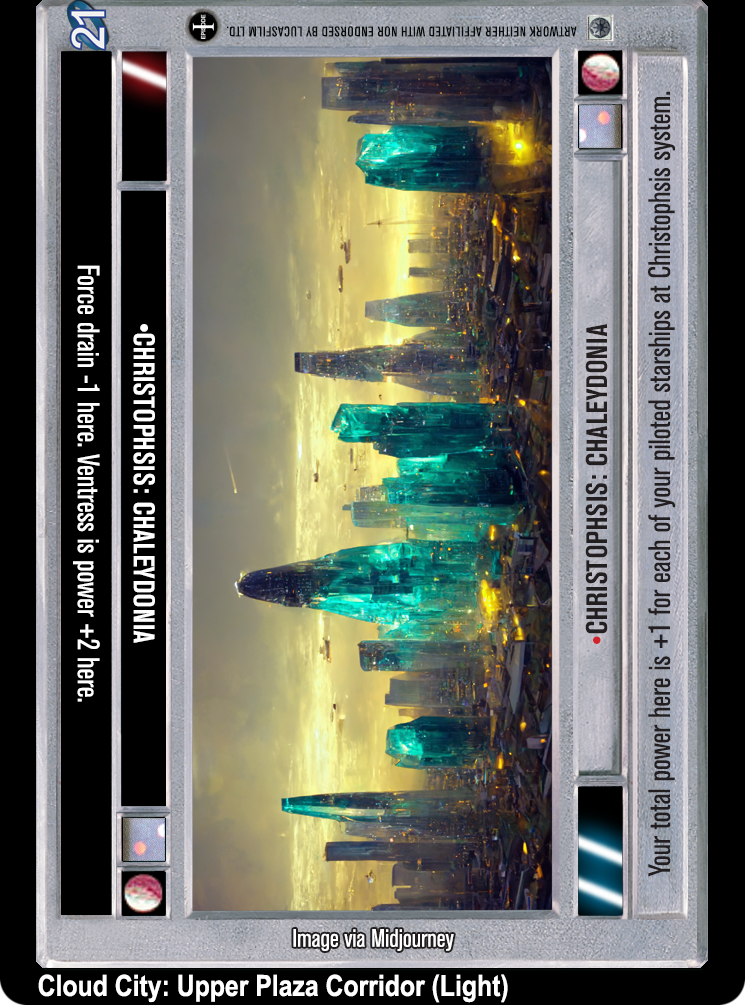 21
EPISODE
I
ARTWORK NEITHER AFFILIATED WITH NOR ENDORSED BY LUCASFILM LTD.
Force drain -1 here. Ventress is power +2 here.
•CHRISTOPHSIS: CHALEYDONIA
•CHRISTOPHSIS: CHALEYDONIA
Your total power here is +1 for each of your piloted starships at Christophsis system.
Image via Midjourney
Cloud City: Upper Plaza Corridor (Light)